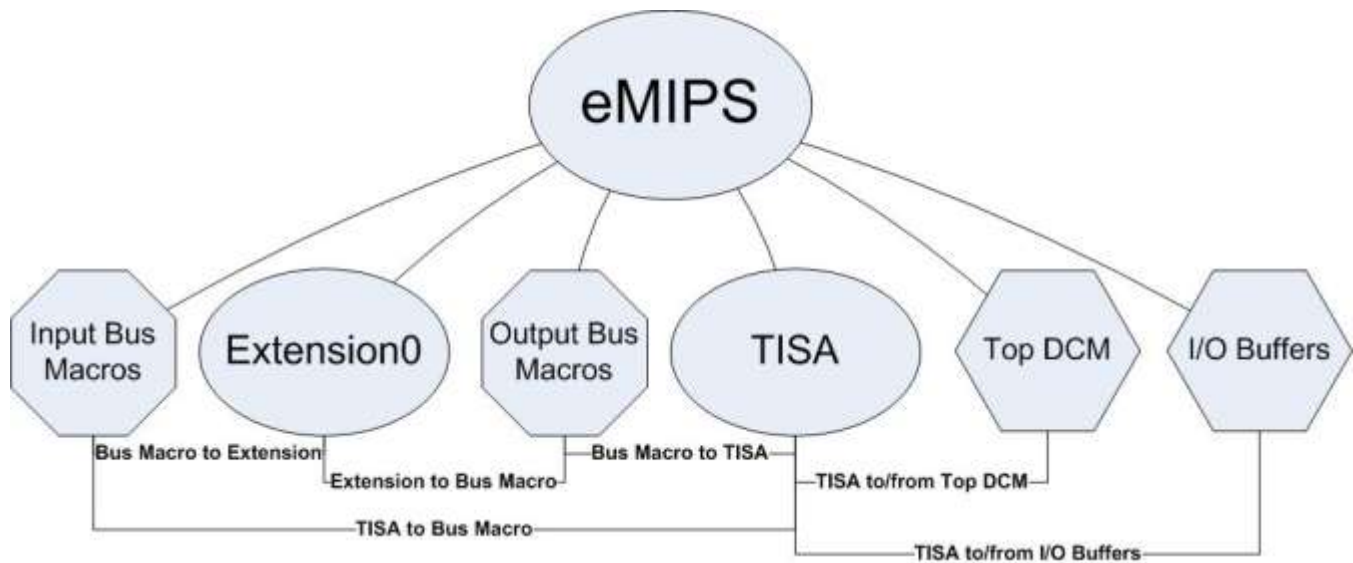 eMIPS
Input Bus
Macros
Extension0
Output Bus
Macros
TISA
Top DCM
I/O Buffers
Bus Macro to Extension
Bus Macro to TISA
Extension to Bus Macro
TISA to/from Top DCM
TISA to Bus Macro
TISA to/from I/O Buffers